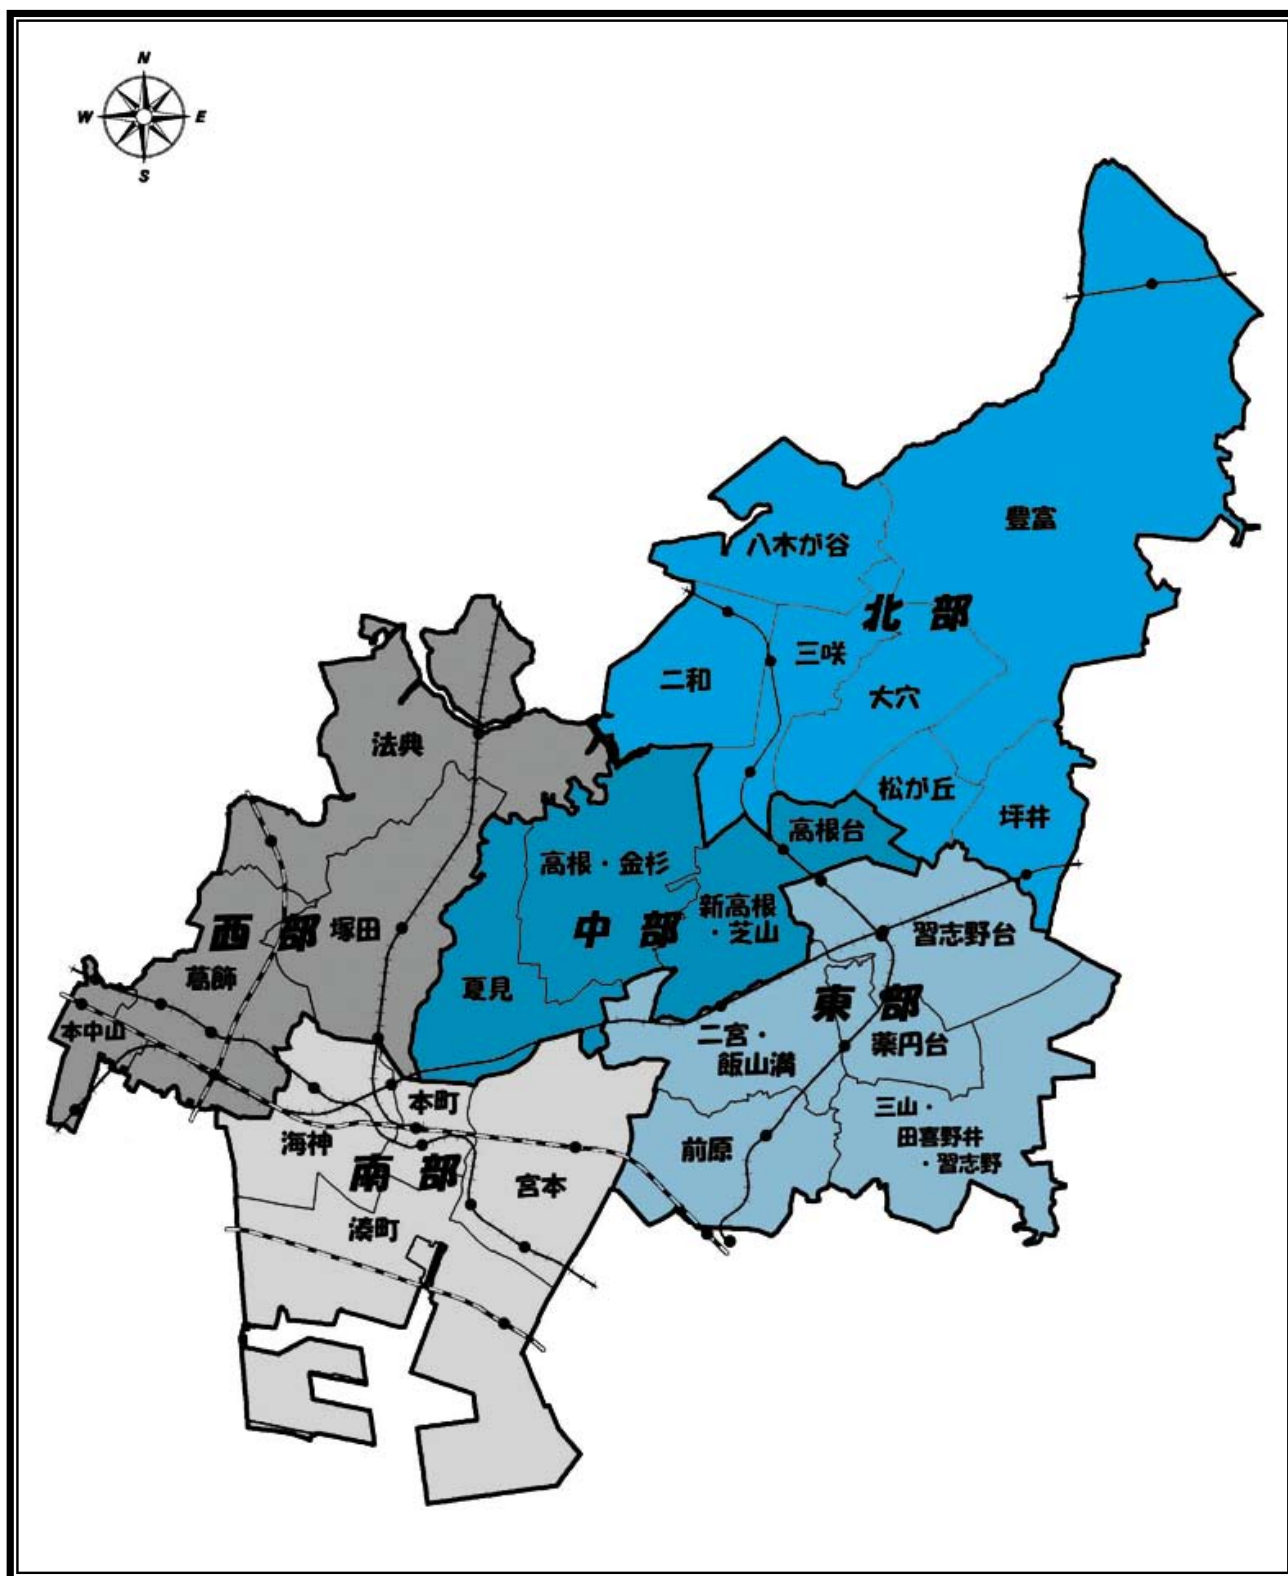 N
W
E
S
豊富
八木が谷
北部
三咲
二和
大穴
法典
松が丘
坪井
高根台
高根・金杉
新高根
・芝山
西部
塚田
中部
習志野台
葛飾
夏見
東部
本中山
二宮・
飯山満
薬円台
本町
海神
前原
三山・
田喜野井
・習志野
南部
宮本
湊町